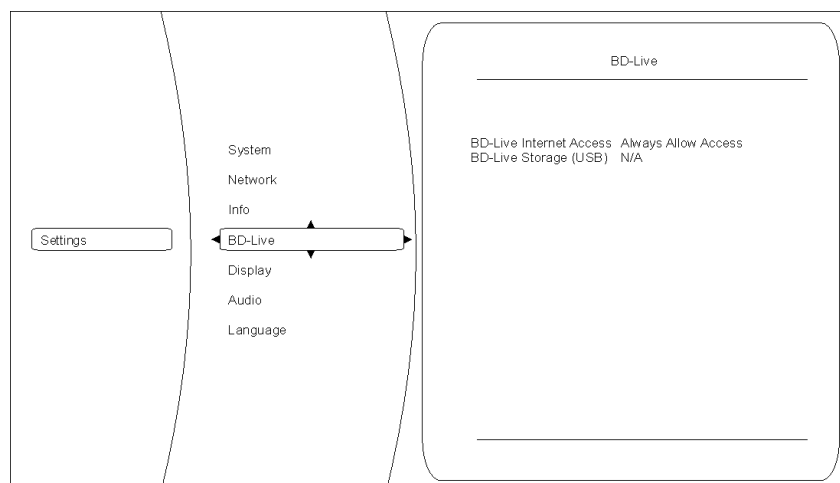 Settings
System
Network
Info
BD-Live
Display
Audio
Language
BD-Live
BD-Live Internet Access Always Allow Access
BD-Live Storage (USB) N/A